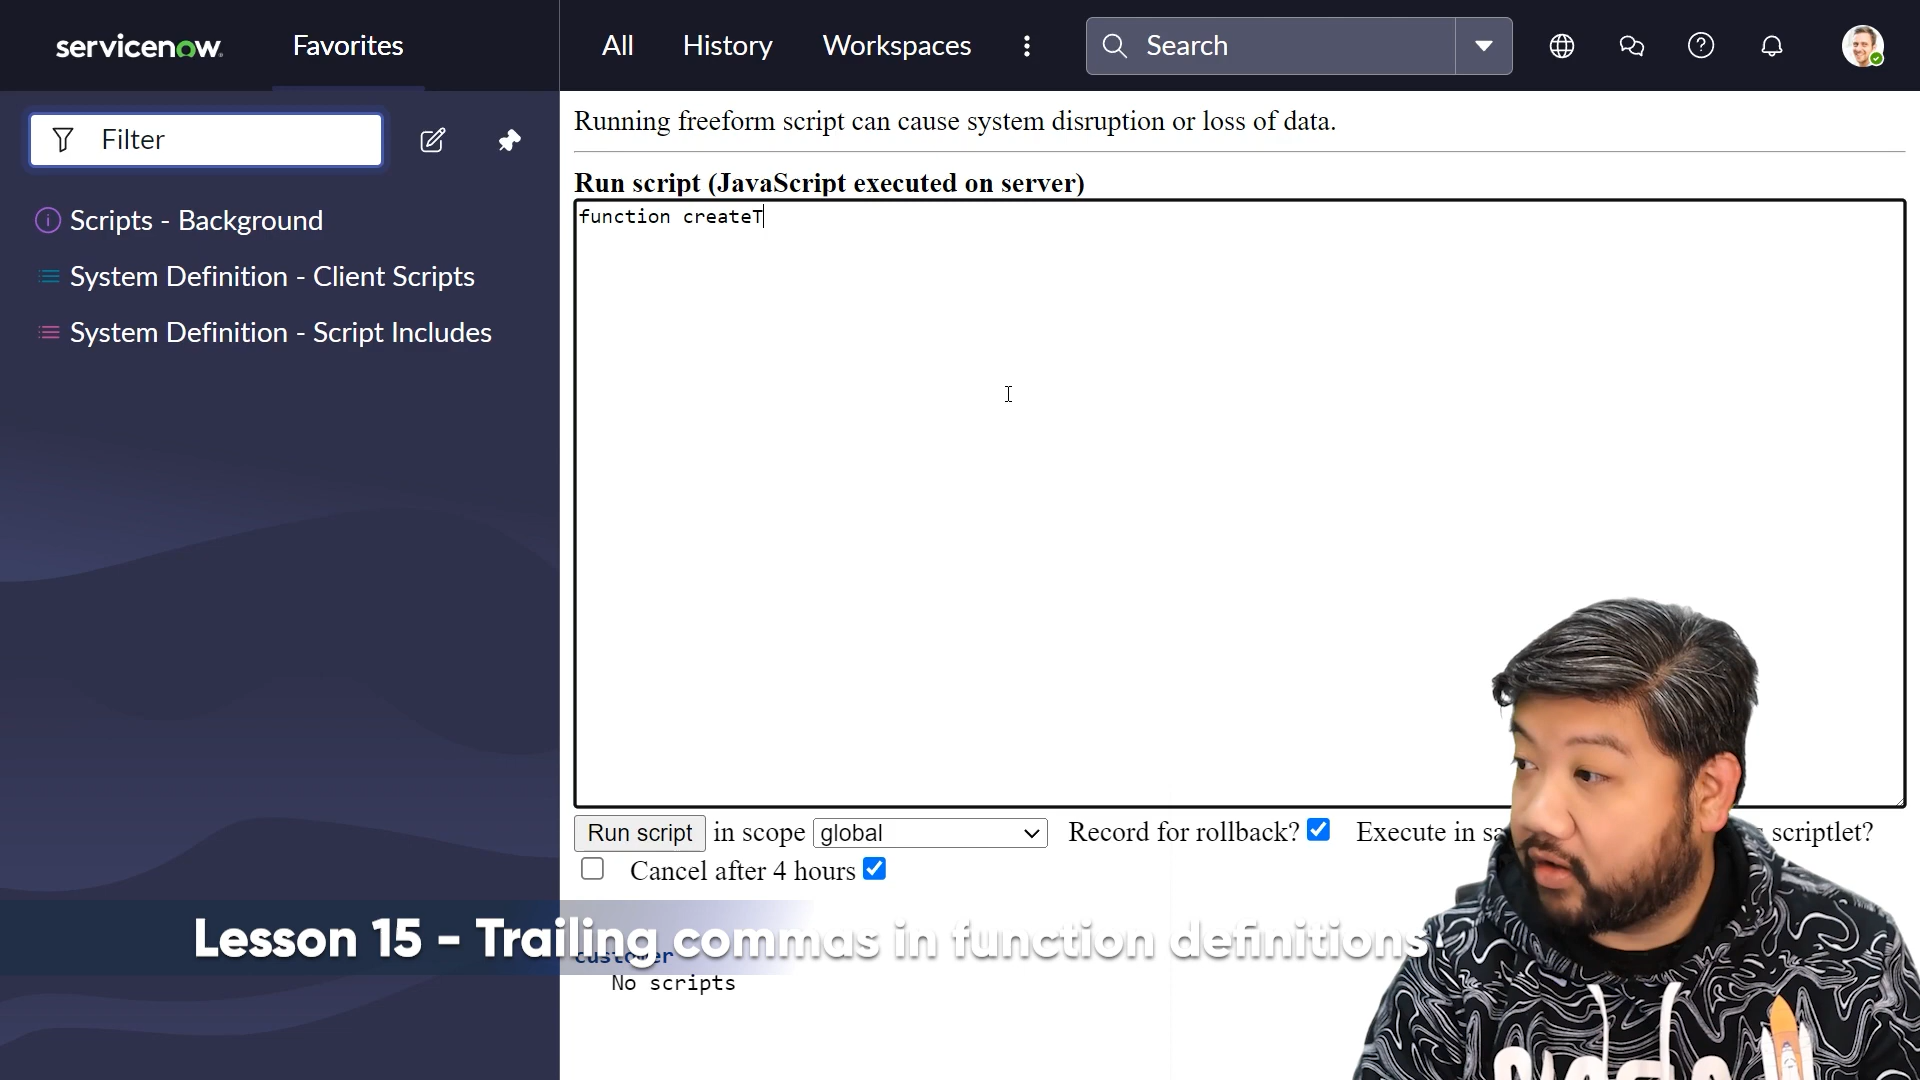 servicenow
Favorites
All
History
Workspaces
Search
Filter
Scripts - Background
System Definition - Client Scripts
System Definition - Script Includes
Running freeform script can cause system disruption or loss of data.
Run script (JavaScript executed on server)
function createT
Run script in scope global Record for rollback? Execute in sa scriptlet?
Cancel after 4 hours
Lesson 15 - Trailing commas in function definitions
customer
No scripts